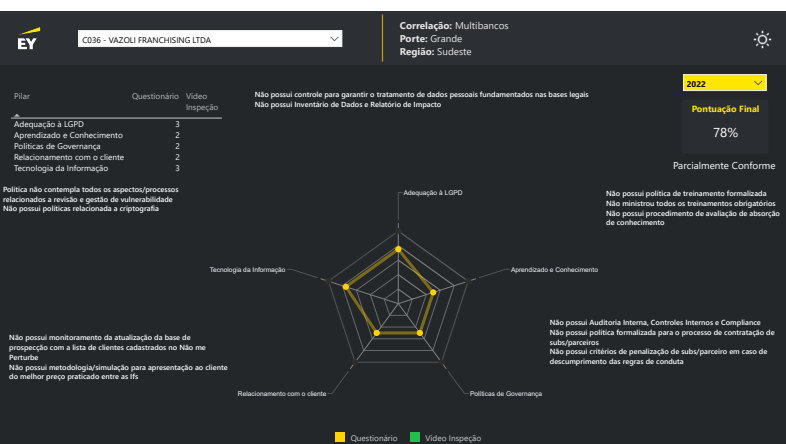 EY
C036 - VAZOLI FRANCHISING LTDA
Correlação: Multibancos
Porte: Grande
Região: Sudeste
2022
Pontuação Final
78%
Parcialmente Conforme
Pilar Questionário Vídeo
Inspeção
Adequação à LGPD 3
Aprendizado e Conhecimento 2
Políticas de Governança 2
Relacionamento com o cliente 2
Tecnologia da Informação 3
Não possui controle para garantir o tratamento de dados pessoais fundamentados nas bases legais
Não possui Inventário de Dados e Relatório de Impacto
Política não contempla todos os aspectos/processos
relacionados a revisão e gestão de vulnerabilidade
Não possui políticas relacionada a criptografia
Não possui política de treinamento formalizada
Não ministrou todos os treinamentos obrigatórios
Não possui procedimento de avaliação de absorção
de conhecimento
Adequação à LGPD
Tecnologia da Informação
Aprendizado e Conhecimento
Não possui monitoramento da atualização da base de
prospecção com a lista de clientes cadastrados no Não me
Perturbe
Não possui metodologia/simulação para apresentação ao cliente
do melhor preço praticado entre as Ifs
Não possui Auditoria Interna, Controles Internos e Compliance
Não possui política formalizada para o processo de contratação de
subs/parceiros
Não possui critérios de penalização de subs/parceiro em caso de
descumprimento das regras de conduta
Relacionamento com o cliente
Políticas de Governança
Questionário Vídeo Inspeção